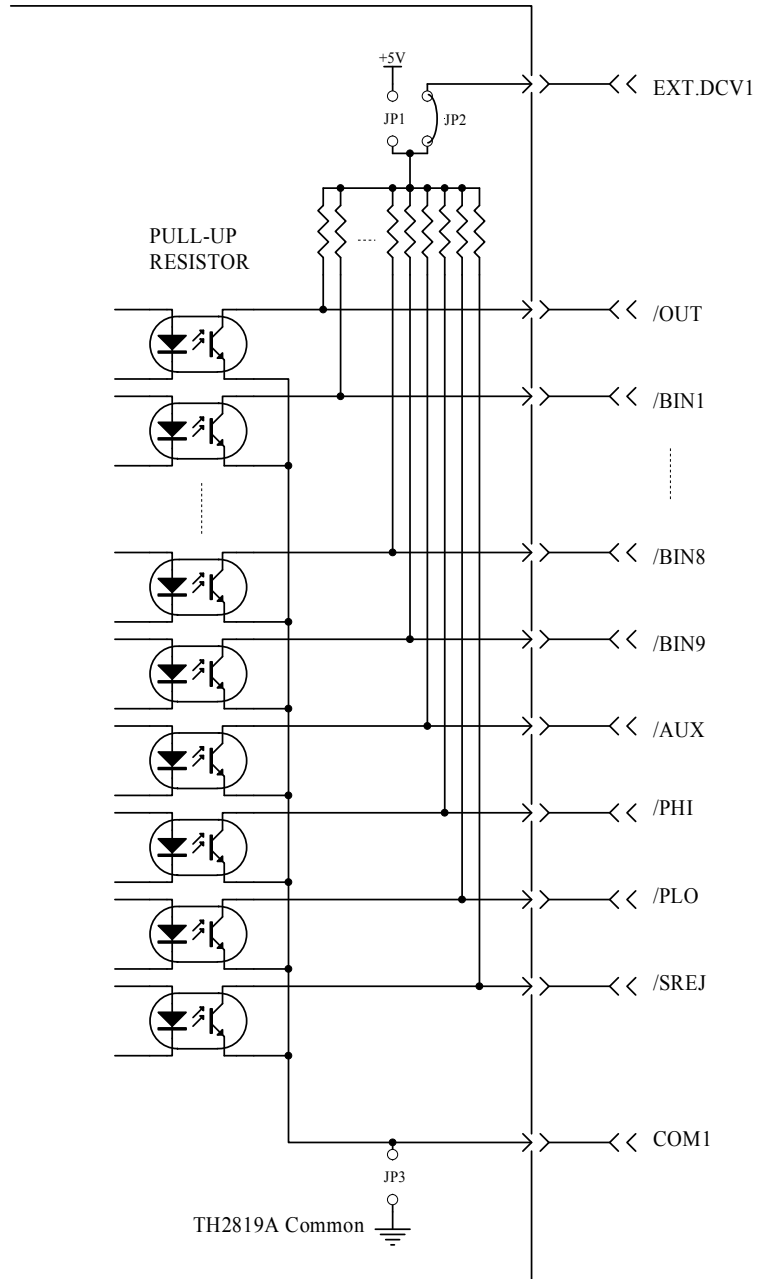 +5V
EXT.DCV1
JP1
JP2
PULL-UP
RESISTOR
/OUT
/BIN1
/BIN8
/BIN9
/AUX
/PHI
/PLO
/SREJ
COM1
JP3
TH2819A Common